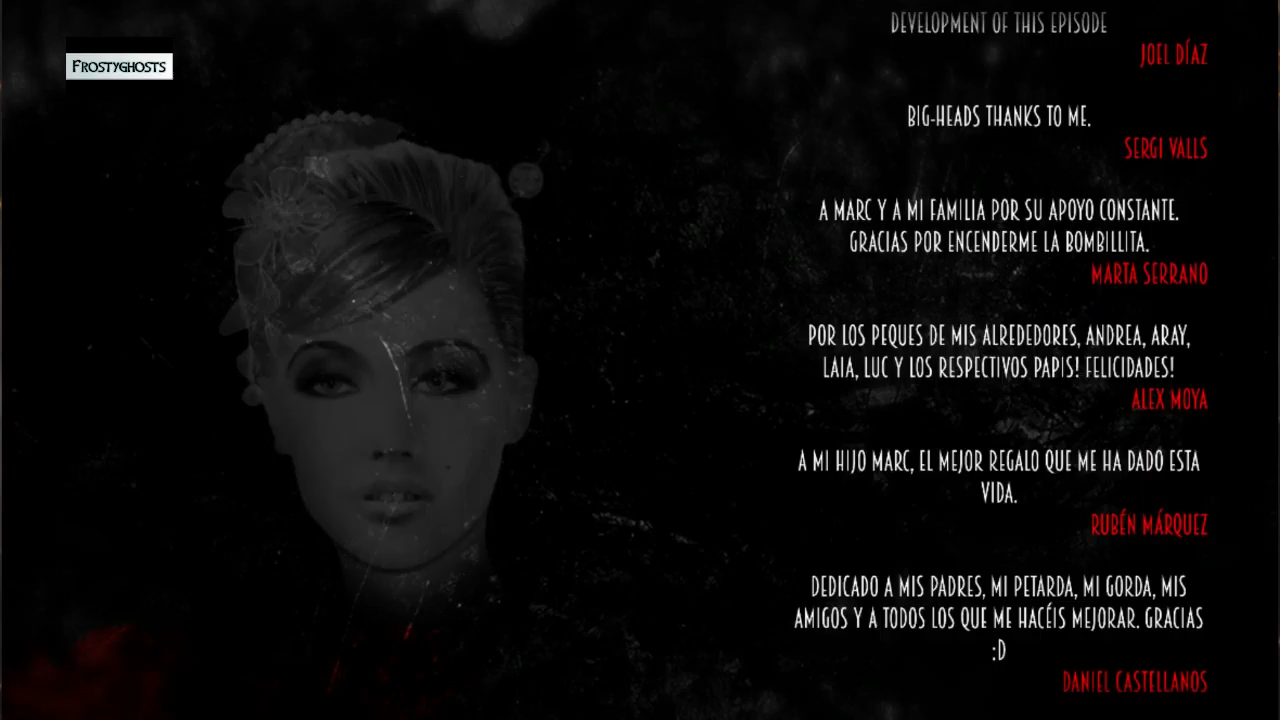 FROSTYGHOSTS
DEVELOPMENT OF THIS EPISODE
JOEL DÍAZ
BIG-HEADS THANKS TO ME.
SERGI VALLS
A MARC Y A MI FAMILIA POR SU APOYO CONSTANTE.
GRACIAS POR ENCENDERME LA BOMBILLITA.
MARTA SERRANO
POR LOS PEQUES DE MIS ALREDEDORES, ANDREA, ARAY,
LAIA, LUC Y LOS RESPECTIVOS PAPIS! FELICIDADES!
ALEX MOYA
A MI HIJO MARC, EL MEJOR REGALO QUE ME HA DADO ESTA
VIDA.
RUBÉN MÁRQUEZ
DEDICADO A MIS PADRES, MI PETARDA, MI GORDA, MIS
AMIGOS Y A TODOS LOS QUE ME HACÉIS MEJORAR. GRACIAS
:D
DANIEL CASTELLANOS